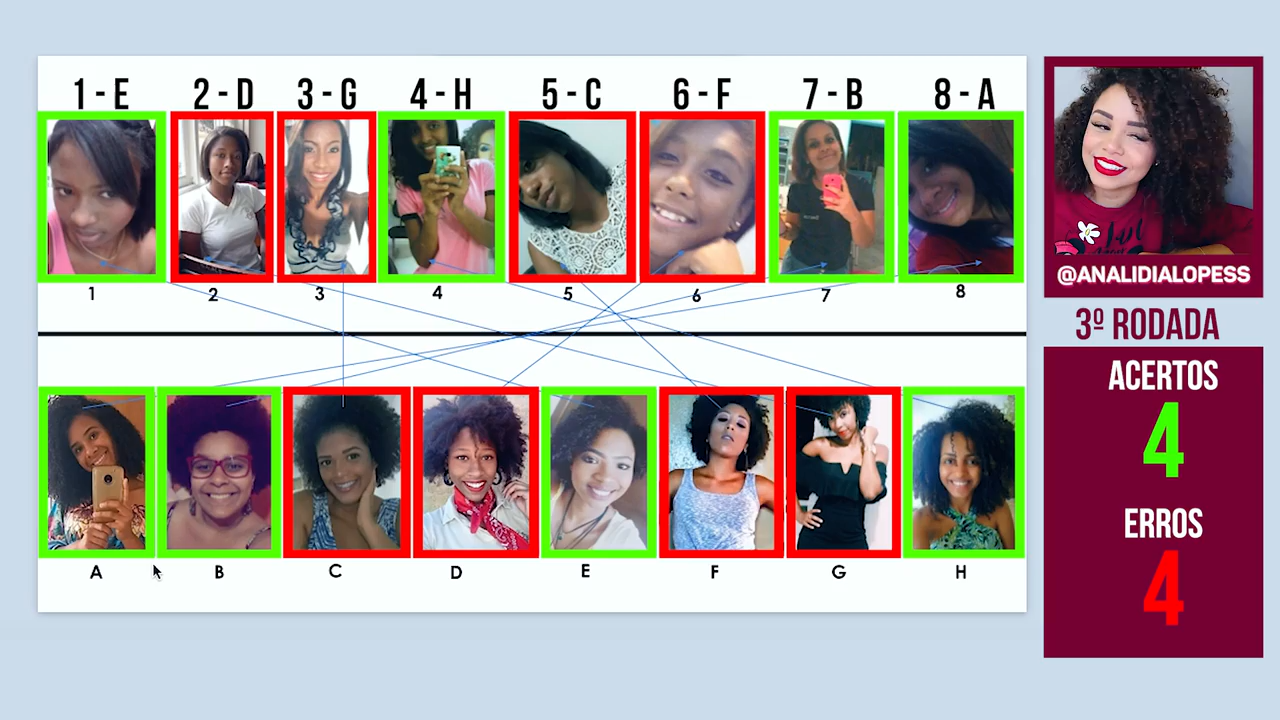 1 - E 2 - D 3 - G 4 - H 5 - C 6 - F 7 - B 8 - A
1 2 3 4 5 6 7 8
A B C D E F G H
@ANALIDIALOPESS
3º RODADA
ACERTOS
4
ERROS
4